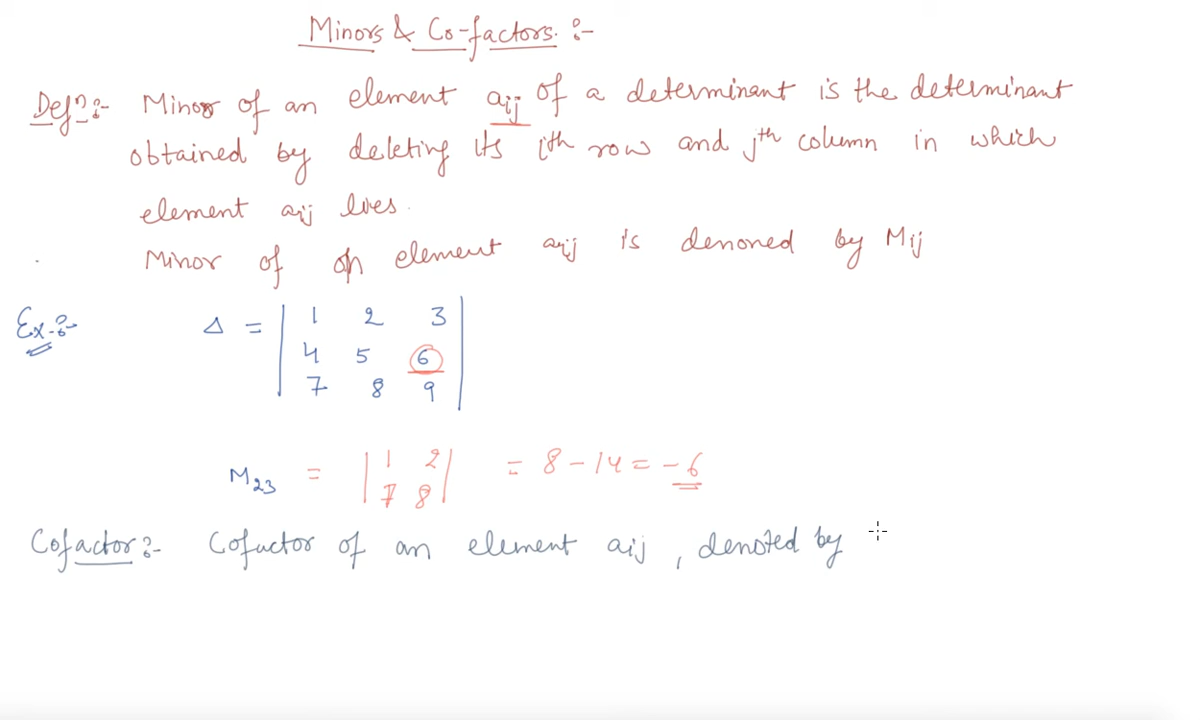 Minors & Co-factors :-
Defn :- Minor of an element aij of a determinant is the determinant
obtained by deleting its ith row and jth column in which
element aij lies.
Minor of an element aij is denoned by Mij
Ex :- Δ = | 1 2 3
4 5 6
7 8 9 |
M23 = | 1 2
7 8 | = 8 - 14 = -6
Cofactor :- Cofactor of an element aij , denoted by